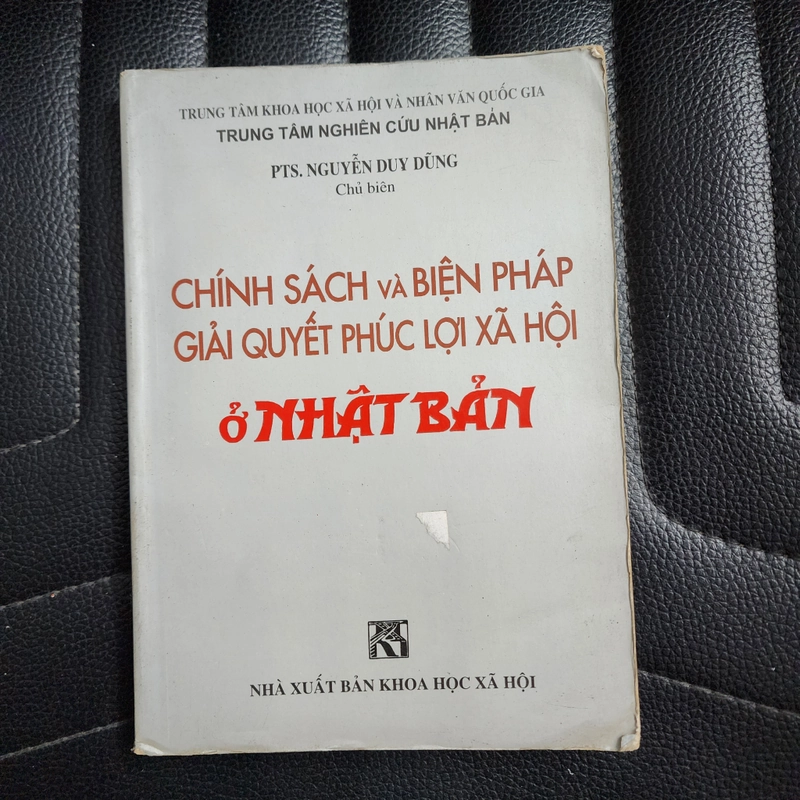 TRUNG TÂM KHOA HỌC XÃ HỘI VÀ NHÂN VĂN QUỐC GIA
TRUNG TÂM NGHIÊN CỨU NHẬT BẢN
PTS. NGUYỄN DUY DŨNG
Chủ biên
CHÍNH SÁCH VÀ BIỆN PHÁP
GIẢI QUYẾT PHÚC LỢI XÃ HỘI
Ở NHẬT BẢN
NHÀ XUẤT BẢN KHOA HỌC XÃ HỘI